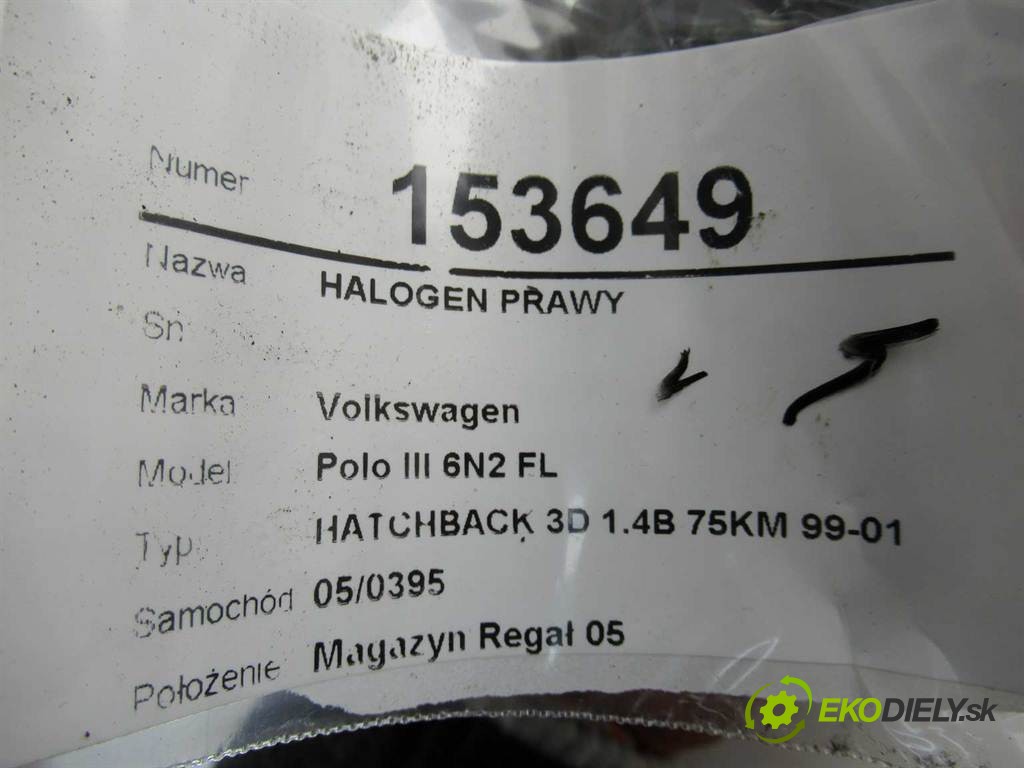 Numer 153649
Nazwa HALOGEN PRAWY
Sn
Marka Volkswagen
Model Polo III 6N2 FL
Typ HATCHBACK 3D 1.4B 75KM 99-01
Samochód 05/0395
Położenie Magazyn Regał 05
EKODIELY.sk